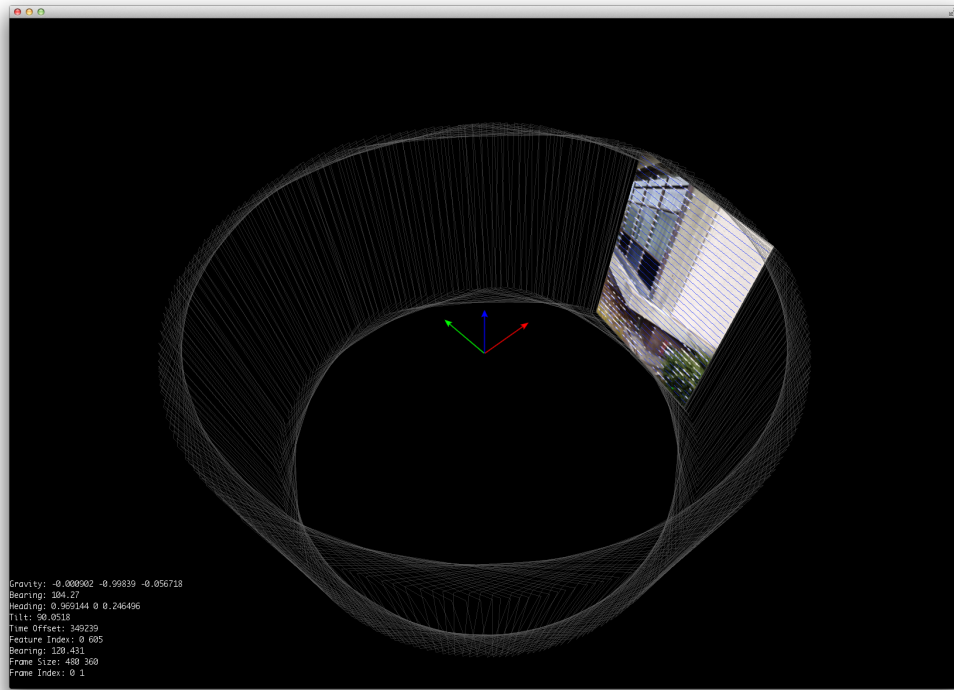 Gravity: -0.000902 -0.99839 -0.056718
Bearing: 104.27
Heading: 0.969144 0 0.246496
Tilt: 90.0518
Time Offset: 349239
Feature Index: 0 605
Bearing: 120.431
Frame Size: 480 360
Frame Index: 0 1